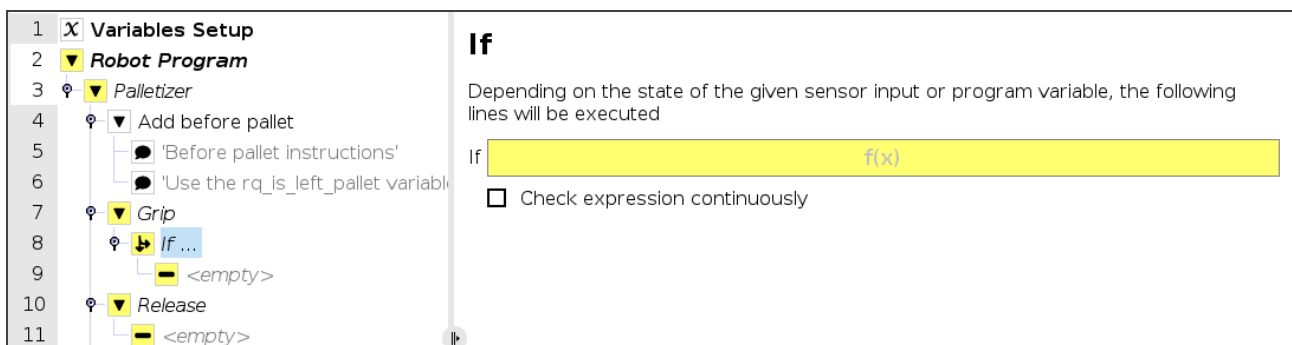 1 X Variables Setup
2 Robot Program
3 Palletizer
4 Add before pallet
5 'Before pallet instructions'
6 'Use the rq_is_left_pallet variabl
7 Grip
8 If ...
9 <empty>
10 Release
11 <empty>
If
Depending on the state of the given sensor input or program variable, the following
lines will be executed
If f(x)
Check expression continuously